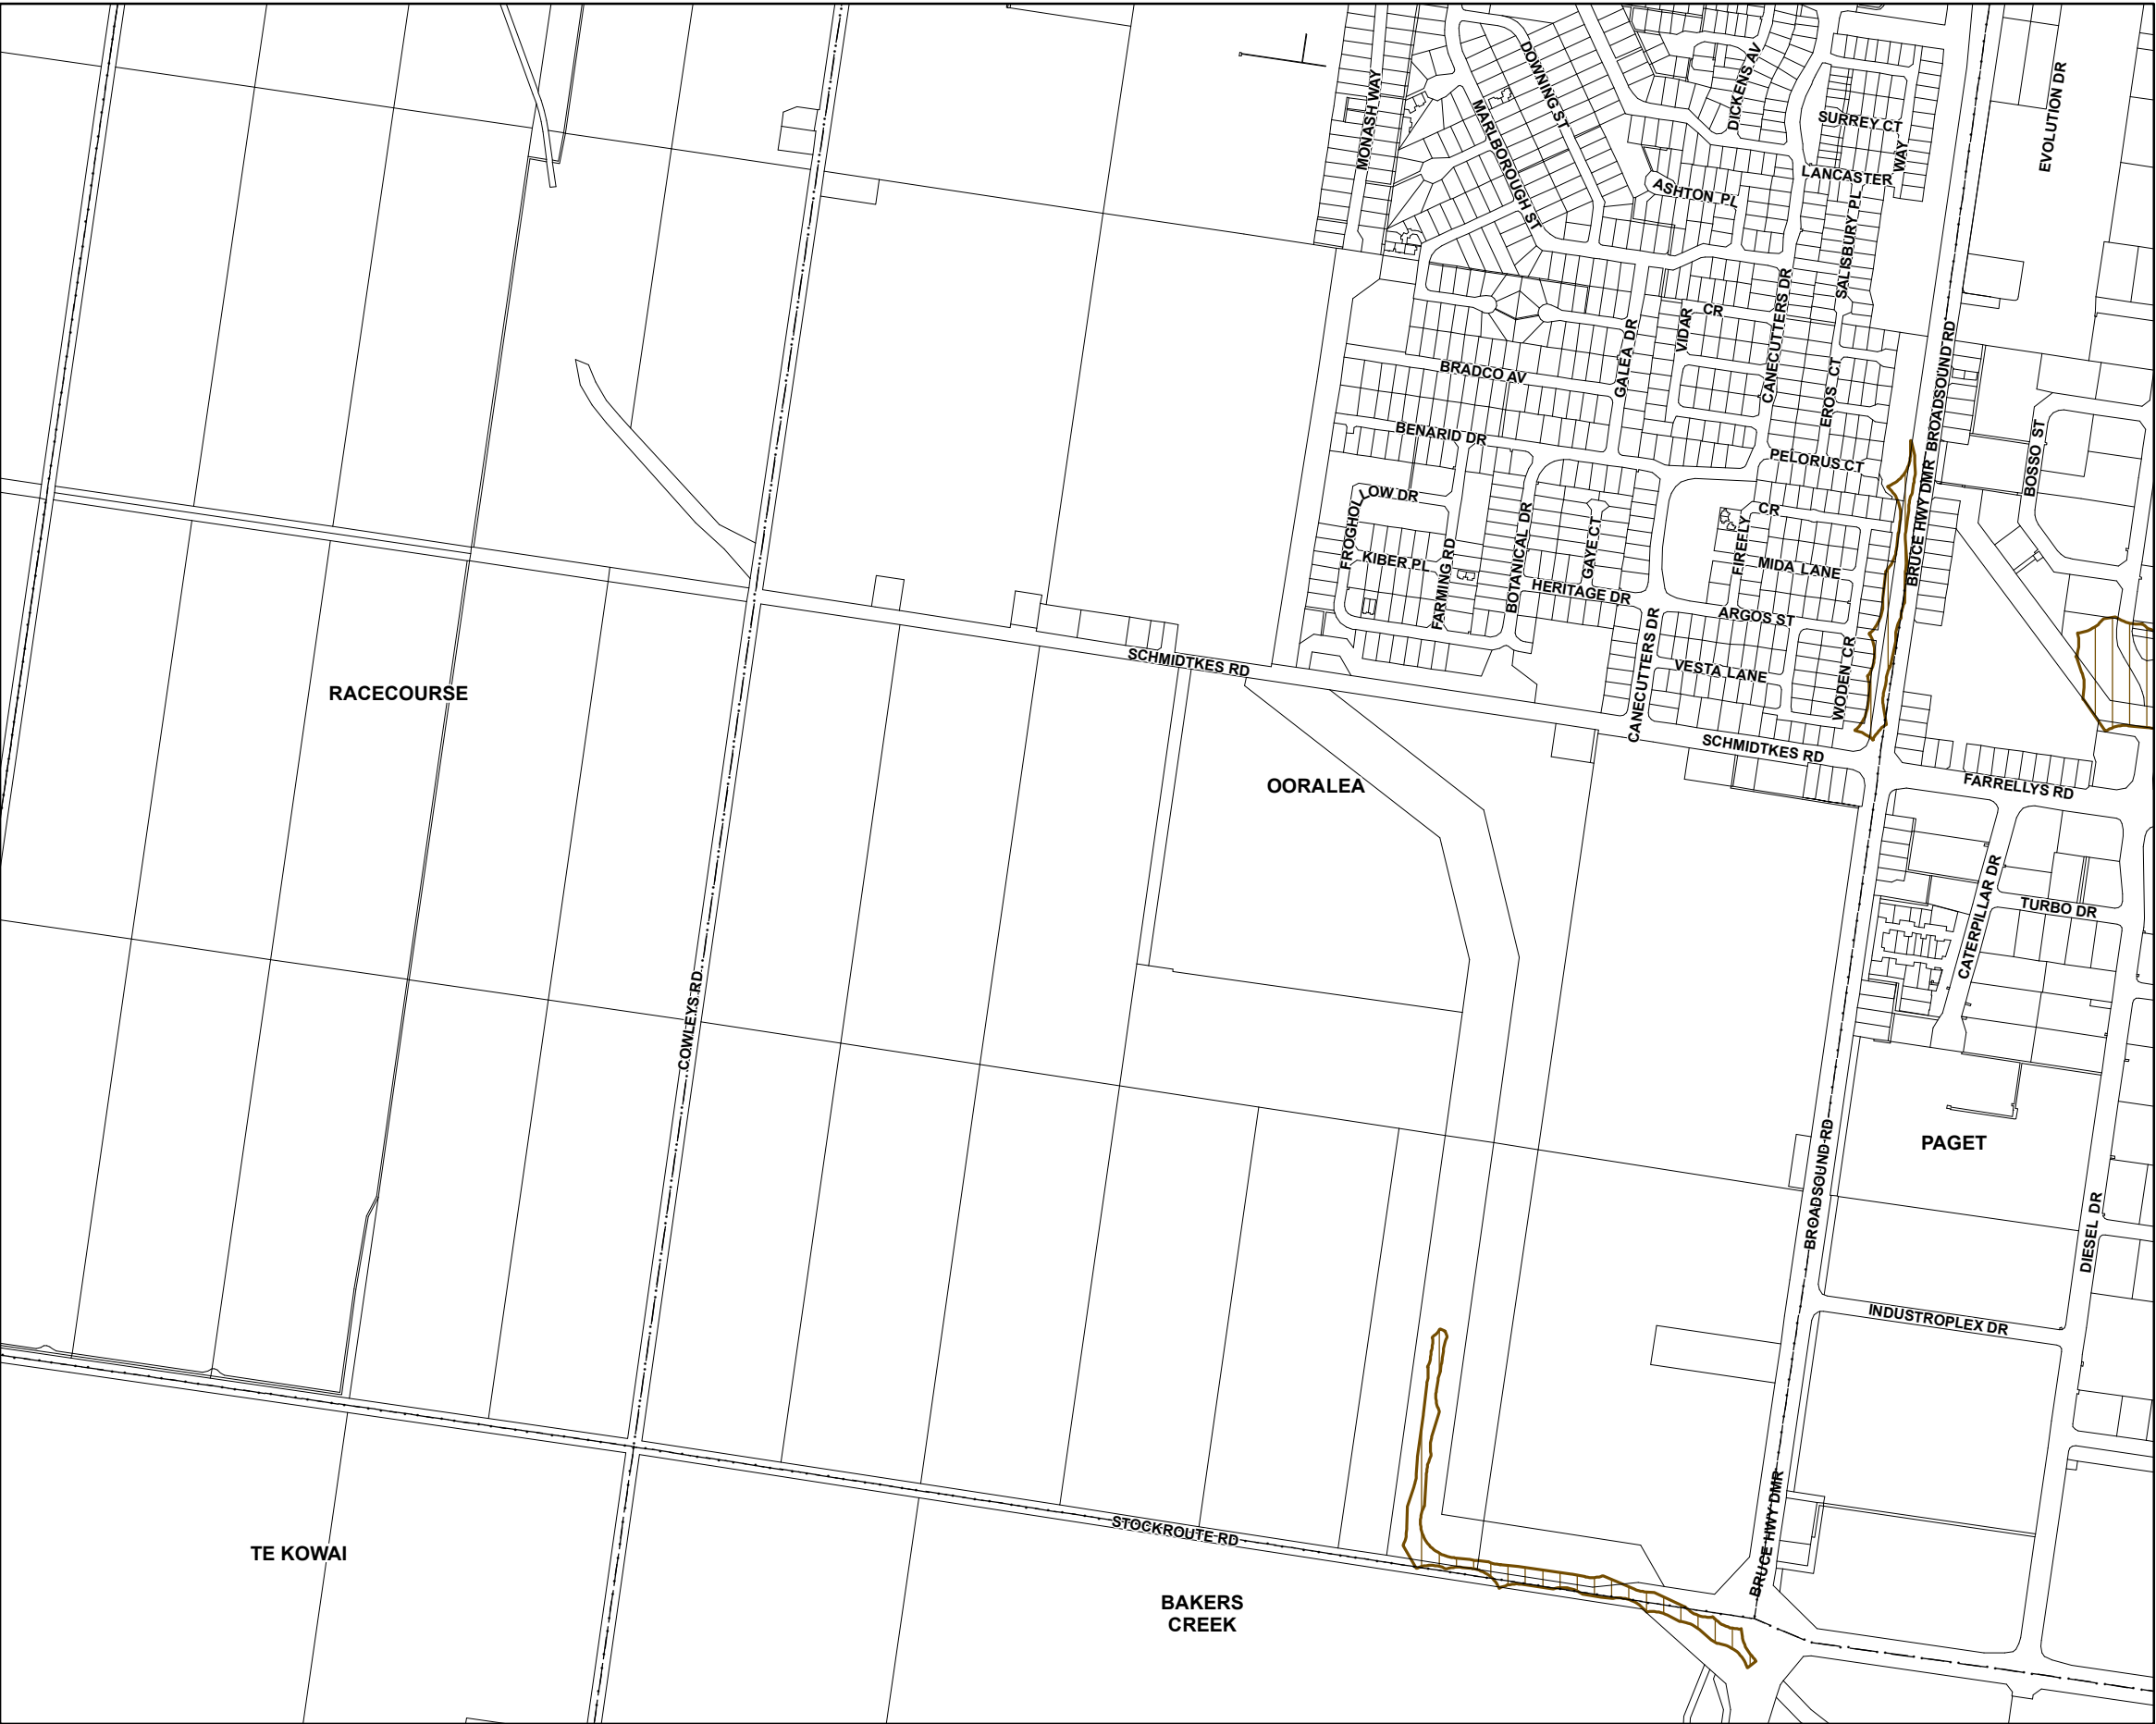 MONASH WAY
DOWNING ST
MARLBOROUGH ST
DICKENS AV
SURREY CT
LANCASTER
WAY
EVOLUTION DR
ASHTON PL
SALISBURY PL
CANECUTTERS DR
VIDAR
CR
GALEA DR
BRADCO AV
EROS CT
BROADSOUND RD
BENARID DR
PELORUS CT
BOSSO ST
FROGHOLLOW DR
BOTANICAL DR
GAYE CT
FIREFLY
CR
BRUCE HWY DMR
KIBER PL
FARMING RD
HERITAGE DR
MIDA LANE
ARGOS ST
CANECUTTERS DR
VESTA LANE
WODEN CR
SCHMIDTKES RD
RACECOURSE
SCHMIDTKES RD
OORALEA
FARRELLYS RD
CATERPILLAR DR
TURBO DR
COWLEYS RD
BROADSOUND RD
PAGET
DIESEL DR
INDUSTROPLEX DR
BRUCE HWY DMR
STOCKROUTE RD
TE KOWAI
BAKERS
CREEK